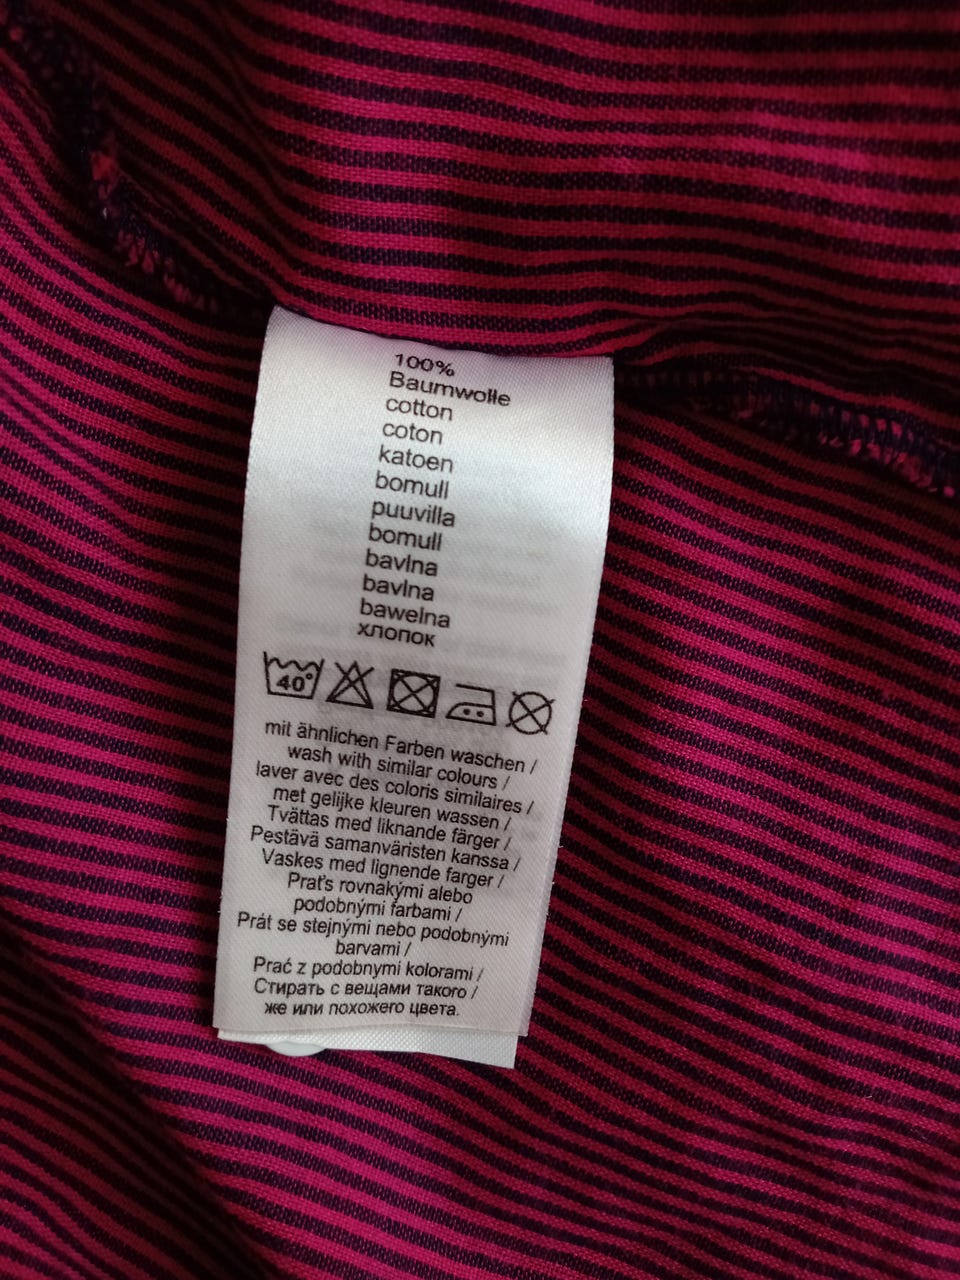 100%
Baumwolle
cotton
coton
katoen
bomull
puuvilla
bomull
bavlna
bavlna
bawelna
хлопок
40°
mit ähnlichen Farben waschen /
wash with similar colours /
laver avec des coloris similaires /
met gelijke kleuren wassen /
Tvättas med liknande färger /
Pestävä samanväristen kanssa /
Vaskes med lignende farger /
Prat's rovnakými alebo
podobnými farbami /
Prát se stejnými nebo podobnými
barvami /
Prać z podobnymi kolorami /
Стирать с вещами такого /
же или похожего цвета.